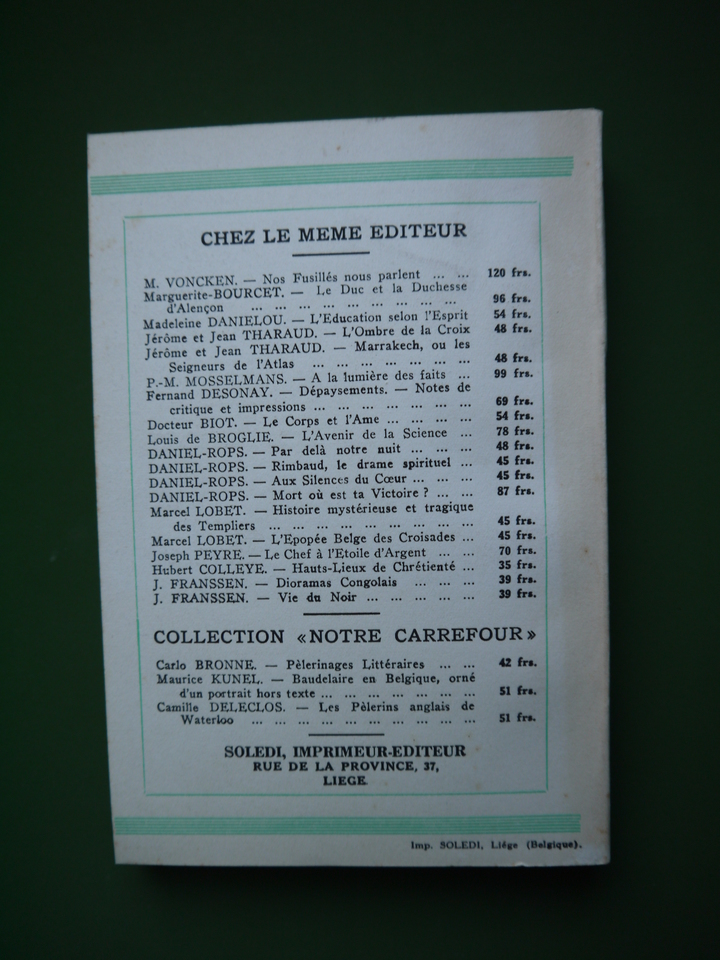 CHEZ LE MEME EDITEUR
M. VONCKEN. — Nos Fusillés nous parlent ... ... 120 frs.
Marguerite-BOURCET. — Le Duc et la Duchesse
d'Alençon ... ... ... ... ... ... ... ... 96 frs.
Madeleine DANIELOU. — L'Education selon l'Esprit 54 frs.
Jérôme et Jean THARAUD. — L'Ombre de la Croix 48 frs.
Jérôme et Jean THARAUD. — Marrakech, ou les
Seigneurs de l'Atlas ... ... ... ... ... ... 48 frs.
P.-M. MOSSELMANS. — A la lumière des faits ... 99 frs.
Fernand DESONAY. — Dépaysements. — Notes de
critique et impressions ... ... ... ... ... ... 69 frs.
Docteur BIOT. — Le Corps et l'Ame ... ... ... ... 54 frs.
Louis de BROGLIE. — L'Avenir de la Science ... 78 frs.
DANIEL-ROPS. — Par delà notre nuit ... ... ... 48 frs.
DANIEL-ROPS. — Rimbaud, le drame spirituel ... 45 frs.
DANIEL-ROPS. — Aux Silences du Cœur ... ... ... 45 frs.
DANIEL-ROPS. — Mort où est ta Victoire ? ... ... 87 frs.
Marcel LOBET. — Histoire mystérieuse et tragique
des Templiers ... ... ... ... ... ... ... ... 45 frs.
Marcel LOBET. — L'Epopée Belge des Croisades ... 45 frs.
Joseph PEYRE. — Le Chef à l'Etoile d'Argent ... ... 70 frs.
Hubert COLLEYE. — Hauts-Lieux de Chrétienté ... 35 frs.
J. FRANSSEN. — Dioramas Congolais ... ... ... 39 frs.
J. FRANSSEN. — Vie du Noir ... ... ... ... ... 39 frs.
COLLECTION «NOTRE CARREFOUR»
Carlo BRONNE. — Pèlerinages Littéraires ... ... 42 frs.
Maurice KUNEL. — Baudelaire en Belgique, orné
d'un portrait hors texte ... ... ... ... ... ... 51 frs.
Camille DELECLOS. — Les Pèlerins anglais de
Waterloo ... ... ... ... ... ... ... ... ... 51 frs.
SOLEDI, IMPRIMEUR-EDITEUR
RUE DE LA PROVINCE, 37,
LIEGE
Imp. SOLEDI, Liége (Belgique).